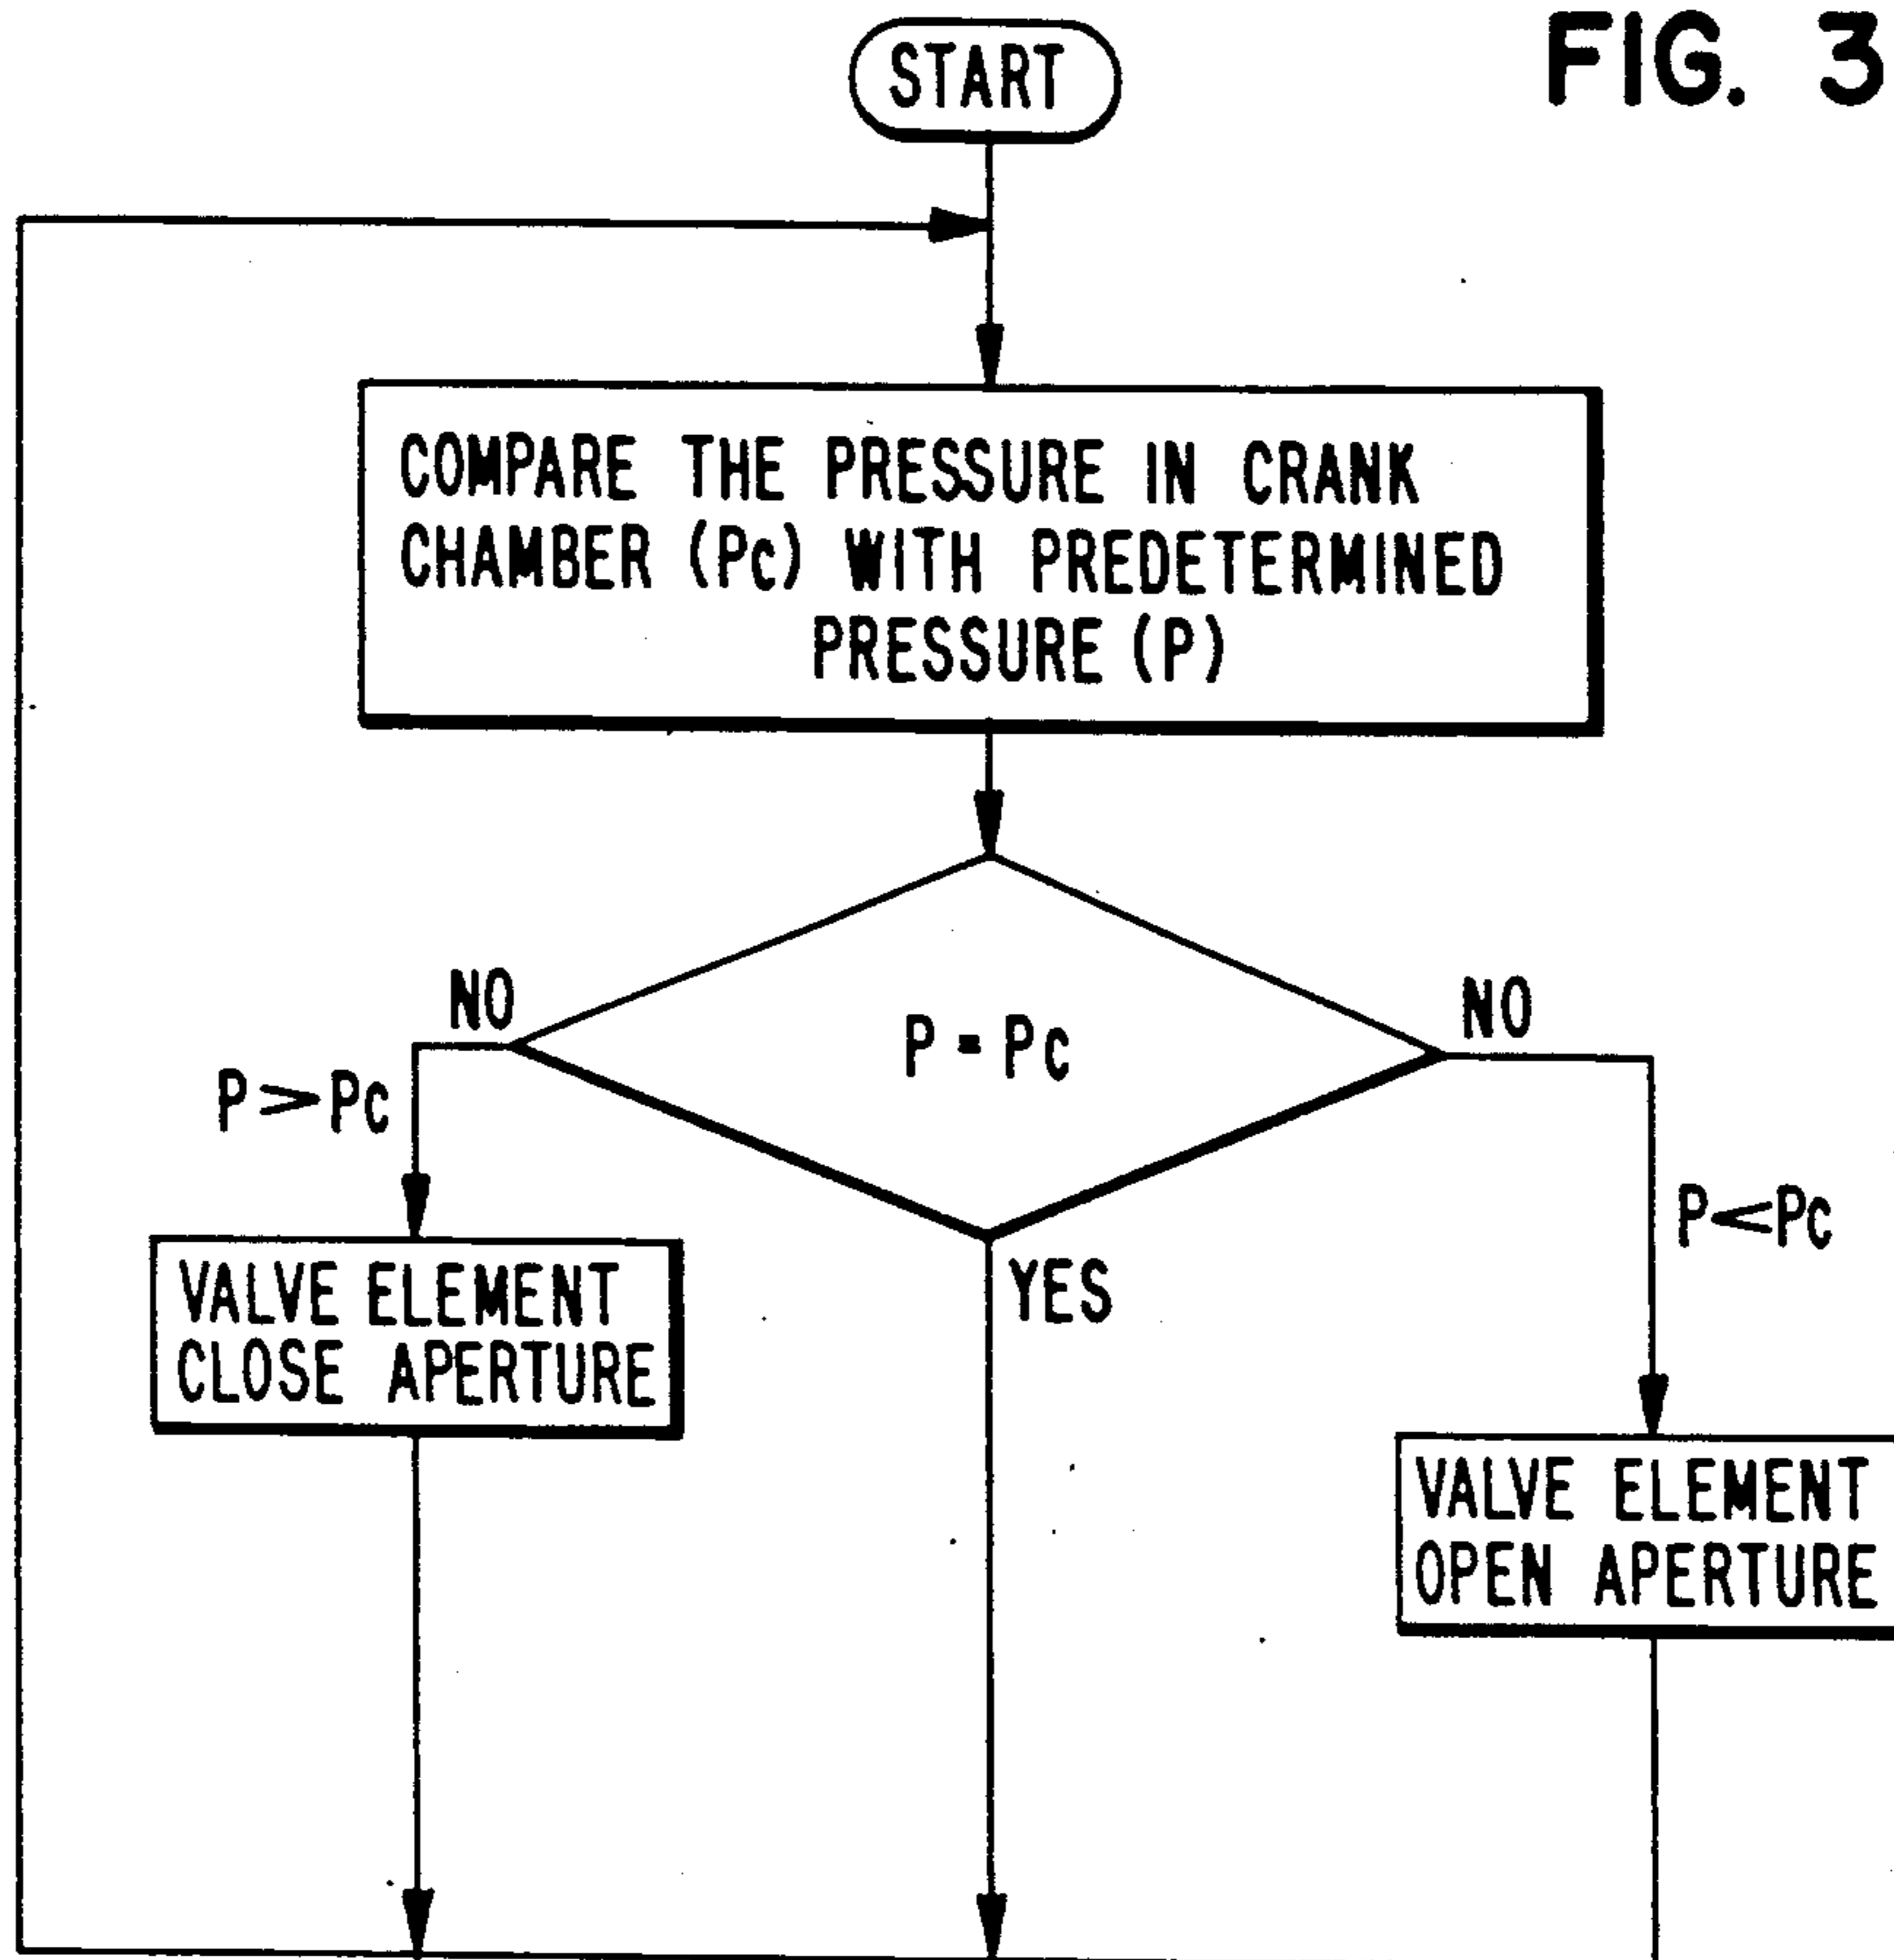 FIG. 3
START
COMPARE THE PRESSURE IN CRANK
CHAMBER (Pc) WITH PREDETERMINED
PRESSURE (P)
NO
P = Pc
NO
P > Pc
P < Pc
VALVE ELEMENT
CLOSE APERTURE
YES
VALVE ELEMENT
OPEN APERTURE